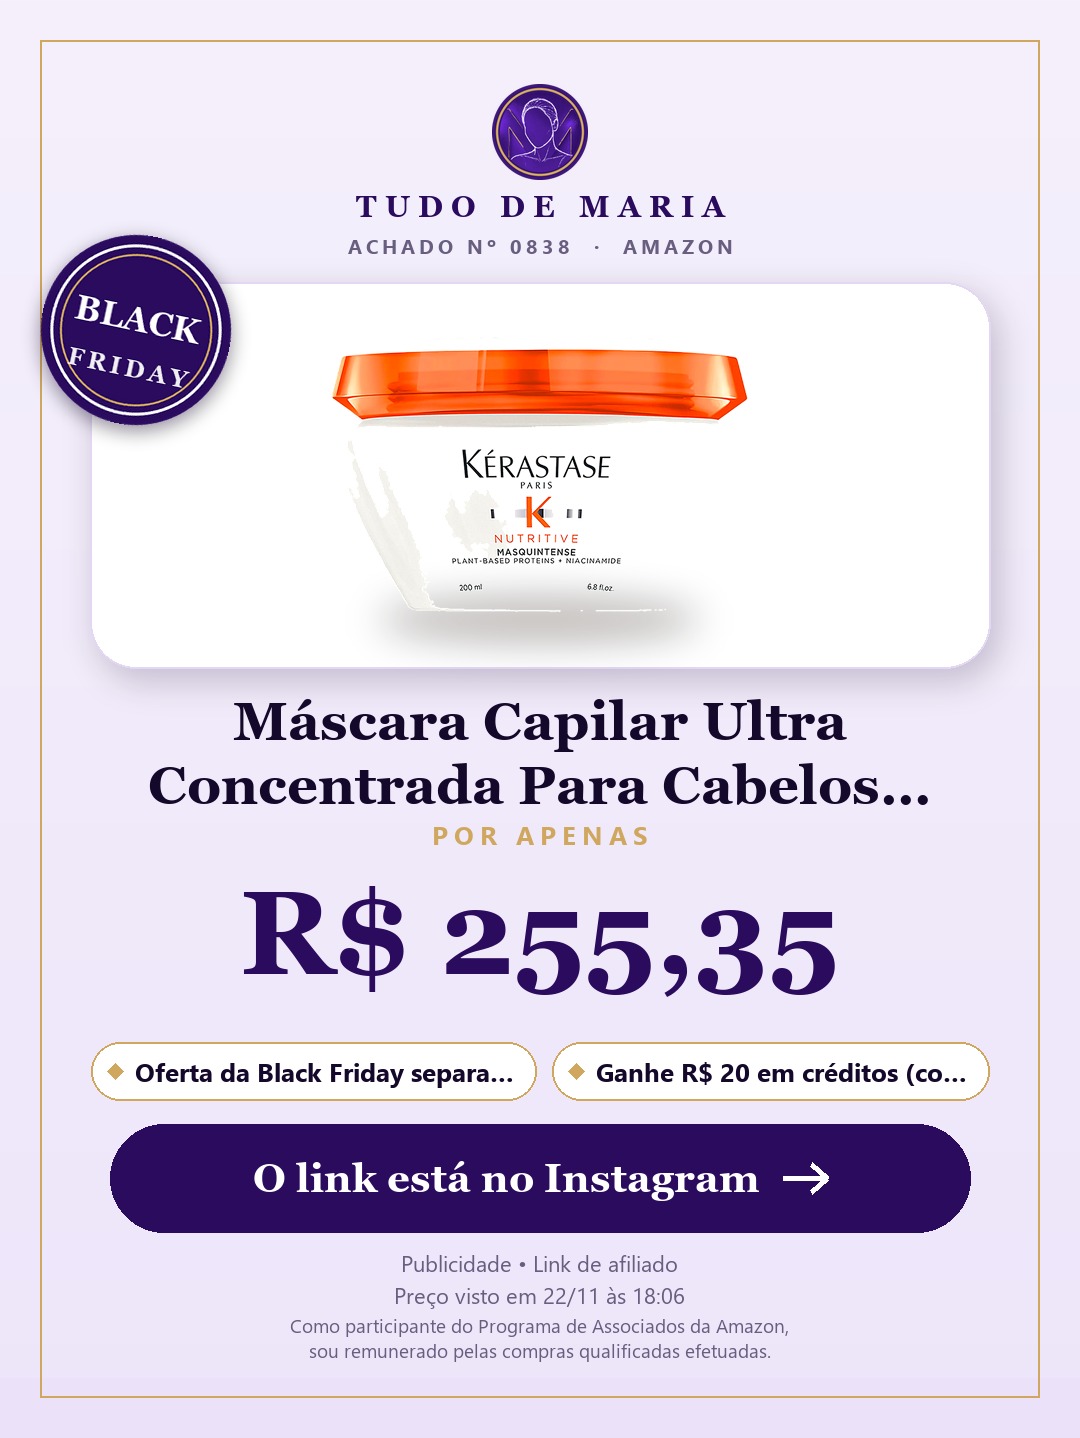 TUDO DE MARIA
ACHADO Nº 0838 · AMAZON
BLACK
FRIDAY
KÉRASTASE
PARIS
K
NUTRITIVE
MASQUINTENSE
PLANT-BASED PROTEINS + NIACINAMIDE
200 ml 6.8 fl.oz.
Máscara Capilar Ultra
Concentrada Para Cabelos...
POR APENAS
R$ 255,35
Oferta da Black Friday separa...
Ganhe R$ 20 em créditos (co...
O link está no Instagram →
Publicidade • Link de afiliado
Preço visto em 22/11 às 18:06
Como participante do Programa de Associados da Amazon,
sou remunerado pelas compras qualificadas efetuadas.